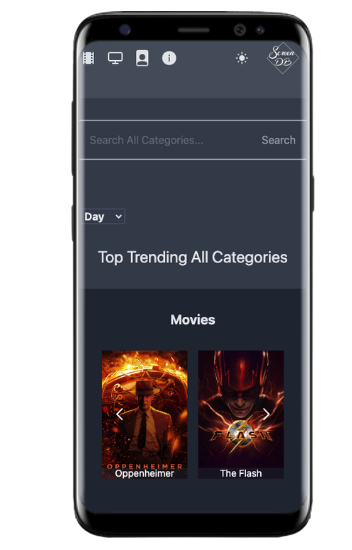 Screen
DB
Search All Categories... Search
Day
Top Trending All Categories
Movies
OPPENHEIMER
FLASH
Oppenheimer The Flash